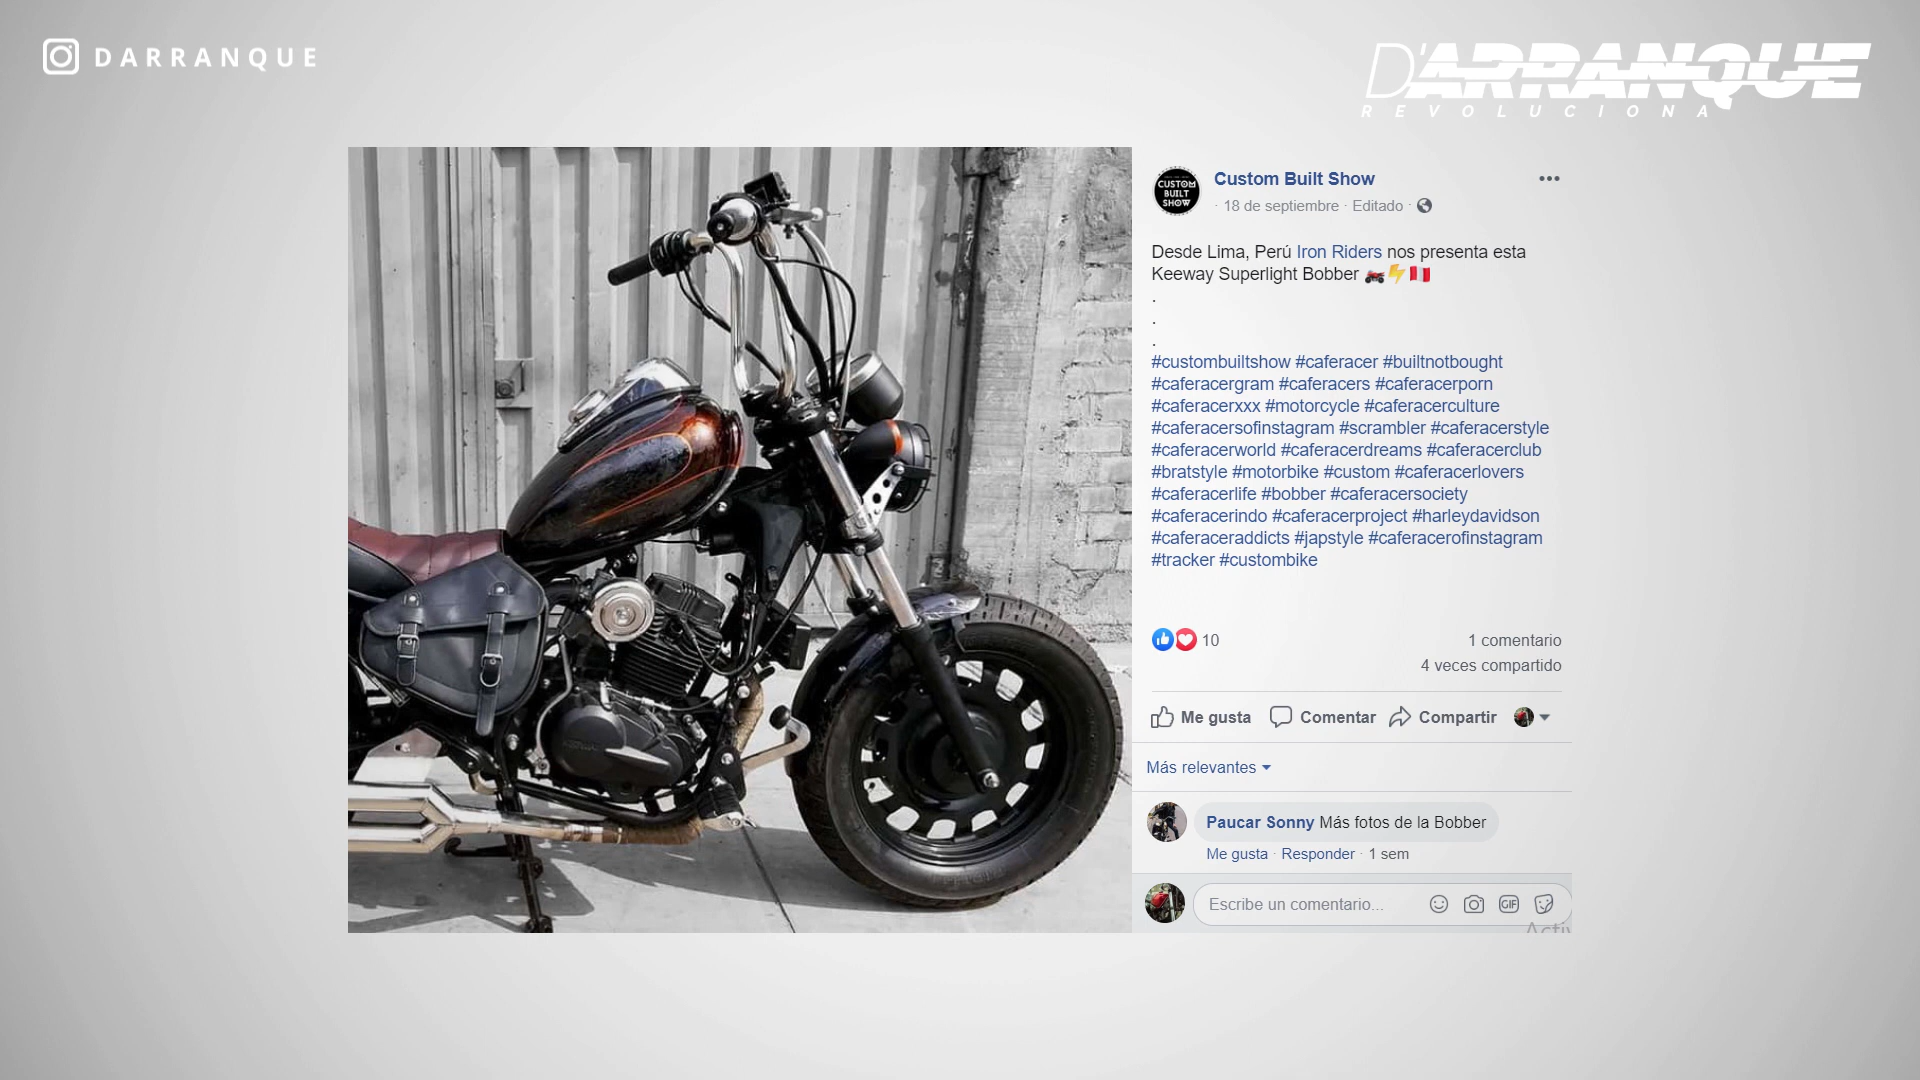 DARRANQUE
D'ARRANQUE
REVOLUCIONA
CUSTOM
BUILT
SHOW
Custom Built Show
· 18 de septiembre · Editado ·
Desde Lima, Perú Iron Riders nos presenta esta
Keeway Superlight Bobber 🏍️⚡🇵🇪
.
.
.
#custombuiltshow #caferacer #builtnotbought
#caferacergram #caferacers #caferacerporn
#caferacerxxx #motorcycle #caferacerculture
#caferacersofinstagram #scrambler #caferacerstyle
#caferacerworld #caferacerdreams #caferacerclub
#bratstyle #motorbike #custom #caferacerlovers
#caferacerlife #bobber #caferacersociety
#caferacerindo #caferacerproject #harleydavidson
#caferaceraddicts #japstyle #caferacerofinstagram
#tracker #custombike
10
1 comentario
4 veces compartido
Me gusta Comentar Compartir
Más relevantes
Paucar Sonny Más fotos de la Bobber
Me gusta · Responder · 1 sem
Escribe un comentario...
GIF